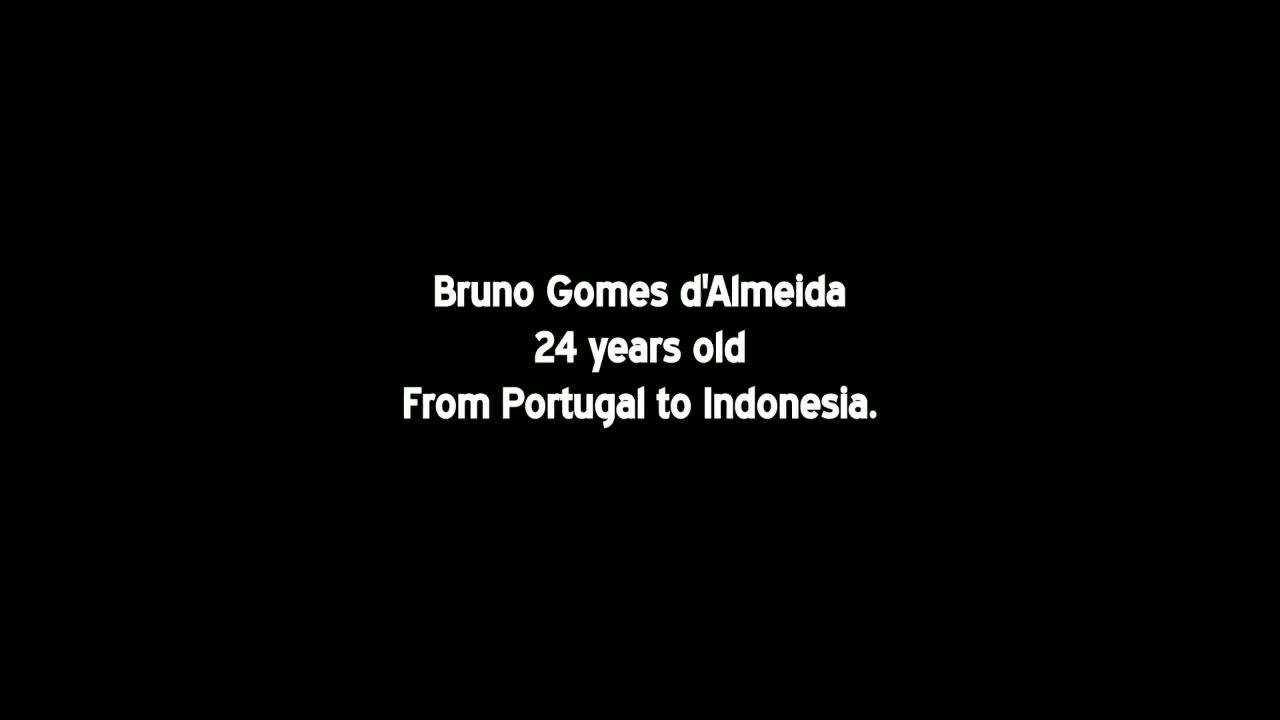 Bruno Gomes d'Almeida
24 years old
From Portugal to Indonesia.